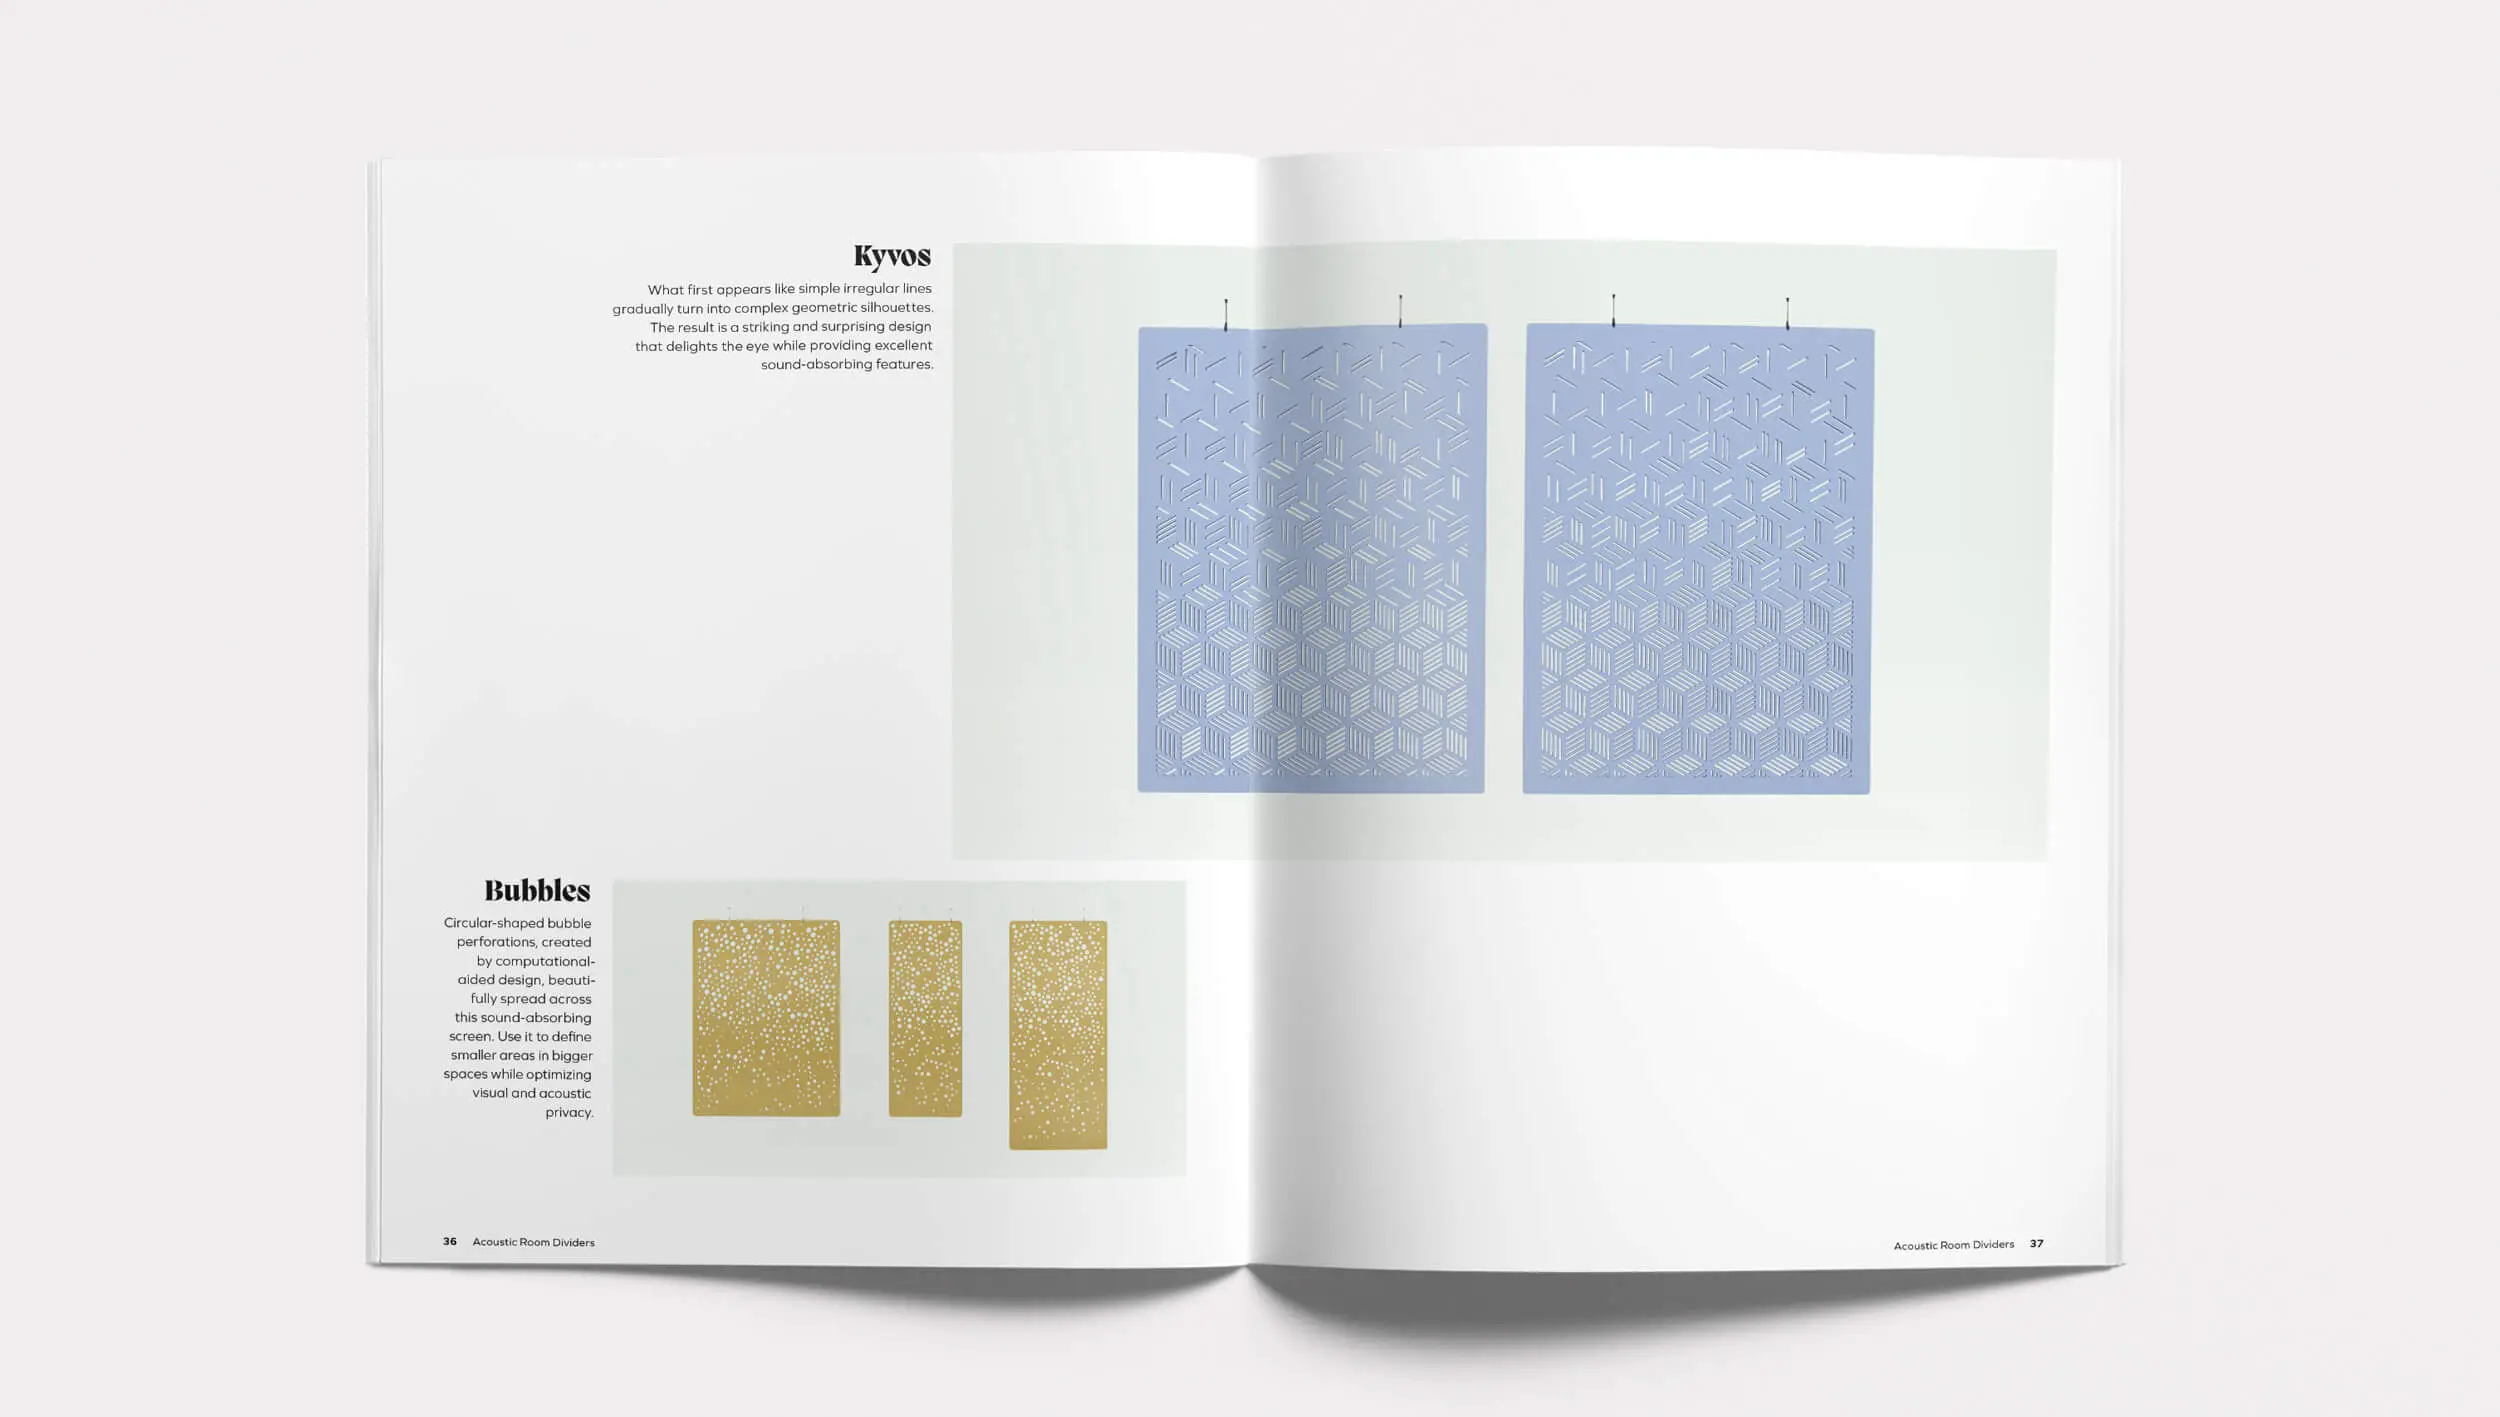 Kyvos
What first appears like simple irregular lines
gradually turn into complex geometric silhouettes.
The result is a striking and surprising design
that delights the eye while providing excellent
sound-absorbing features.
Bubbles
Circular-shaped bubble
perforations, created
by computational-
aided design, beauti-
fully spread across
this sound-absorbing
screen. Use it to define
smaller areas in bigger
spaces while optimizing
visual and acoustic
privacy.
36 Acoustic Room Dividers
Acoustic Room Dividers 37